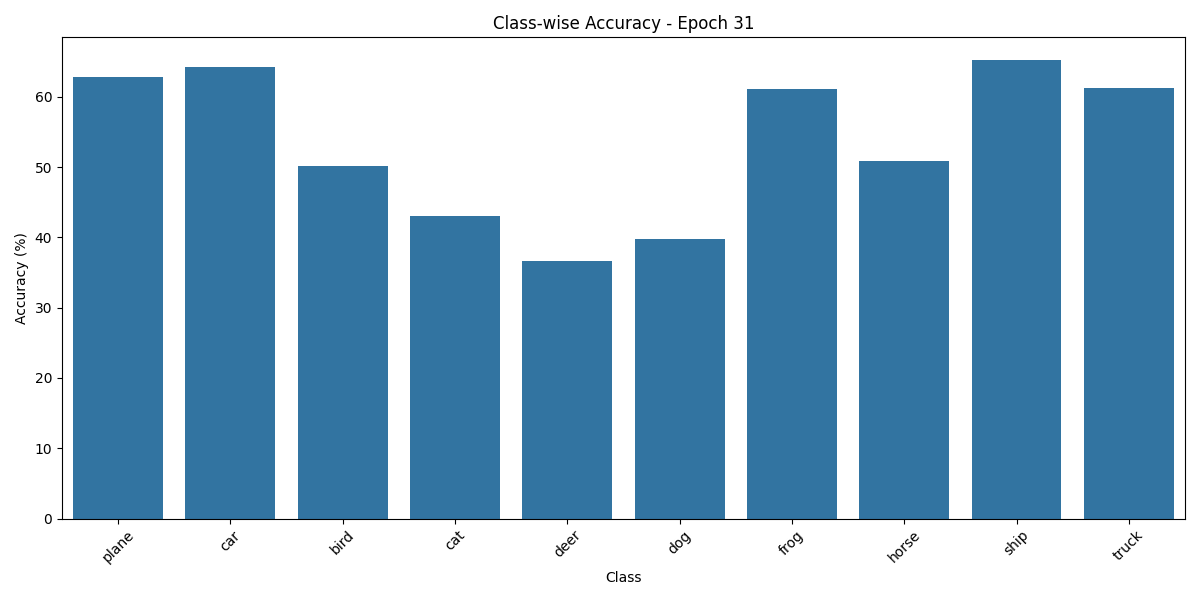 Class-wise Accuracy - Epoch 31
Accuracy (%)
60
50
40
30
20
10
0
plane
car
bird
cat
deer
dog
frog
horse
ship
truck
Class